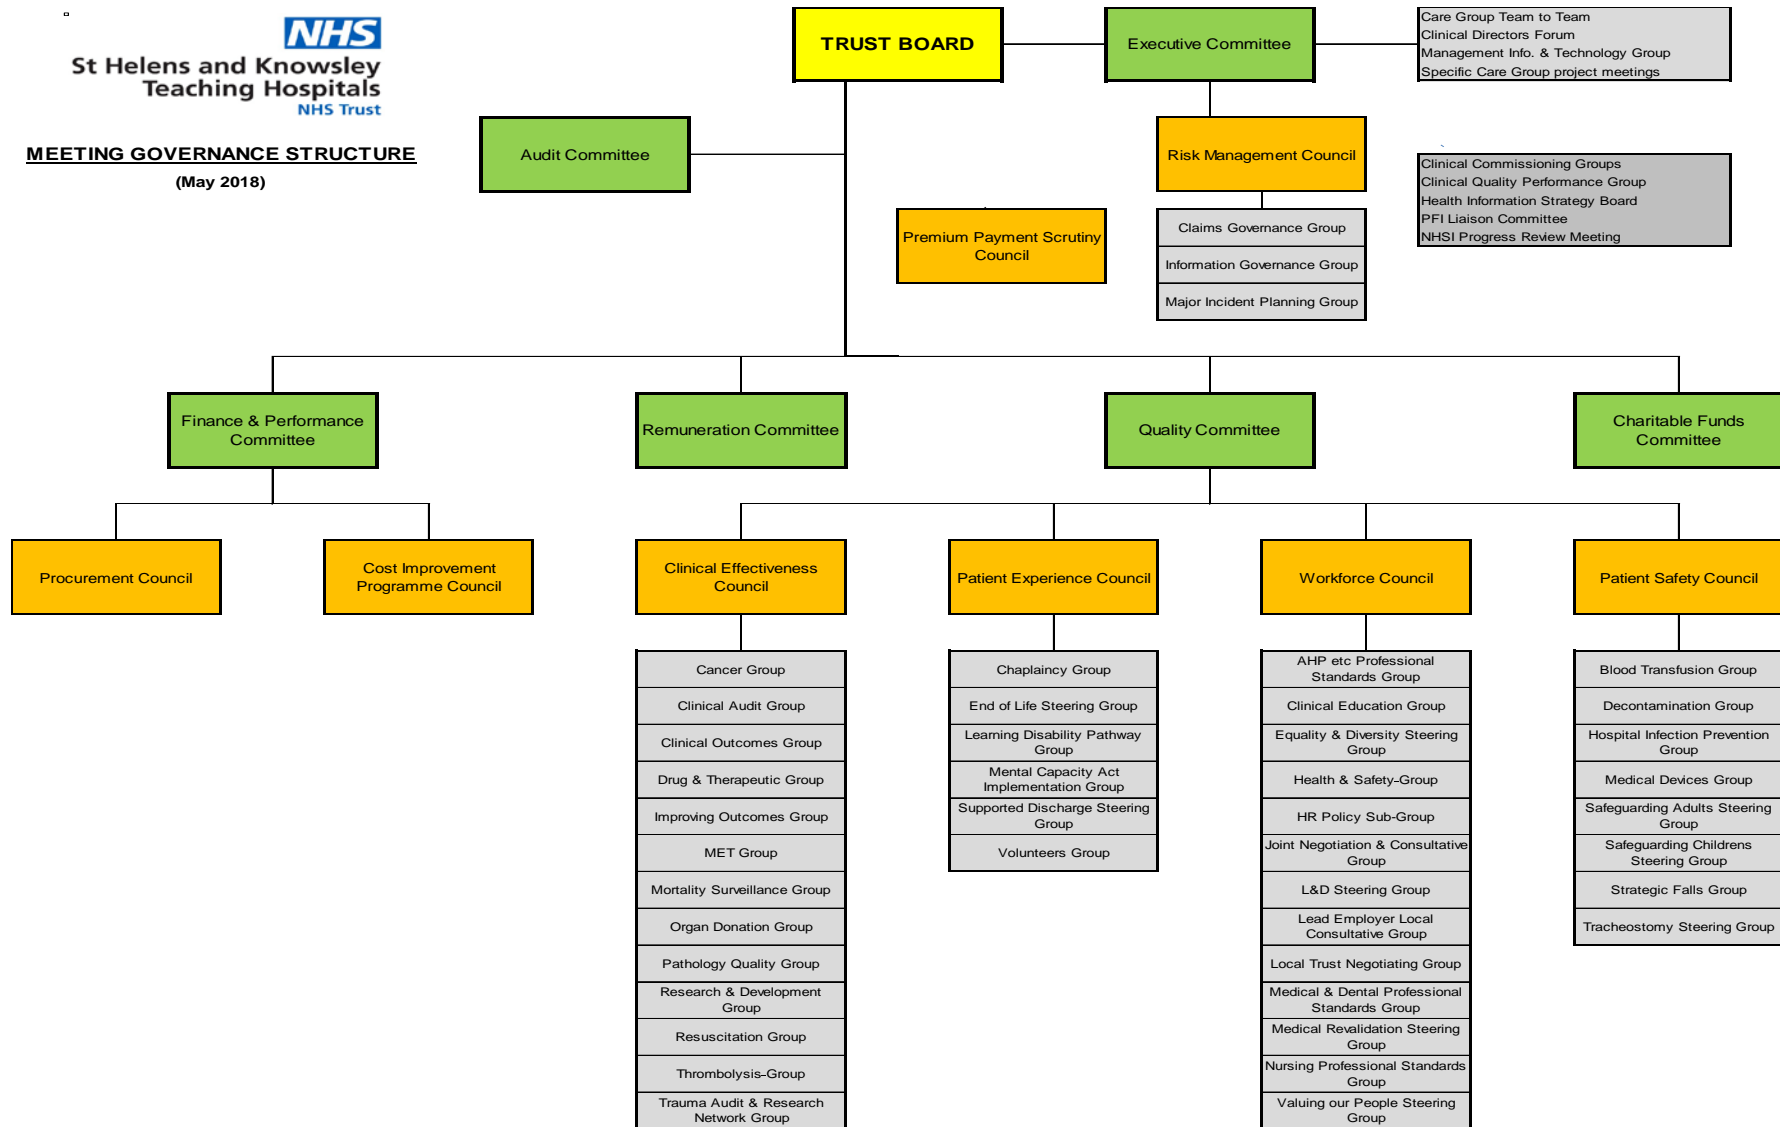 NHS
St Helens and Knowsley
Teaching Hospitals
NHS Trust
MEETING GOVERNANCE STRUCTURE
(May 2018)
TRUST BOARD
Executive Committee
Care Group Team to Team
Clinical Directors Forum
Management Info. & Technology Group
Specific Care Group project meetings
Audit Committee
Risk Management Council
Clinical Commissioning Groups
Clinical Quality Performance Group
Health Information Strategy Board
PFI Liaison Committee
NHSI Progress Review Meeting
Premium Payment Scrutiny
Council
Claims Governance Group
Information Governance Group
Major Incident Planning Group
Finance & Performance
Committee
Remuneration Committee
Quality Committee
Charitable Funds
Committee
Procurement Council
Cost Improvement
Programme Council
Clinical Effectiveness
Council
Patient Experience Council
Workforce Council
Patient Safety Council
Cancer Group
Clinical Audit Group
Clinical Outcomes Group
Drug & Therapeutic Group
Improving Outcomes Group
MET Group
Mortality Surveillance Group
Organ Donation Group
Pathology Quality Group
Research & Development
Group
Resuscitation Group
Thrombolysis-Group
Trauma Audit & Research
Network Group
Chaplaincy Group
End of Life Steering Group
Learning Disability Pathway
Group
Mental Capacity Act
Implementation Group
Supported Discharge Steering
Group
Volunteers Group
AHP etc Professional
Standards Group
Clinical Education Group
Equality & Diversity Steering
Group
Health & Safety-Group
HR Policy Sub-Group
Joint Negotiation & Consultative
Group
L&D Steering Group
Lead Employer Local
Consultative Group
Local Trust Negotiating Group
Medical & Dental Professional
Standards Group
Medical Revalidation Steering
Group
Nursing Professional Standards
Group
Valuing our People Steering
Group
Blood Transfusion Group
Decontamination Group
Hospital Infection Prevention
Group
Medical Devices Group
Safeguarding Adults Steering
Group
Safeguarding Childrens
Steering Group
Strategic Falls Group
Tracheostomy Steering Group